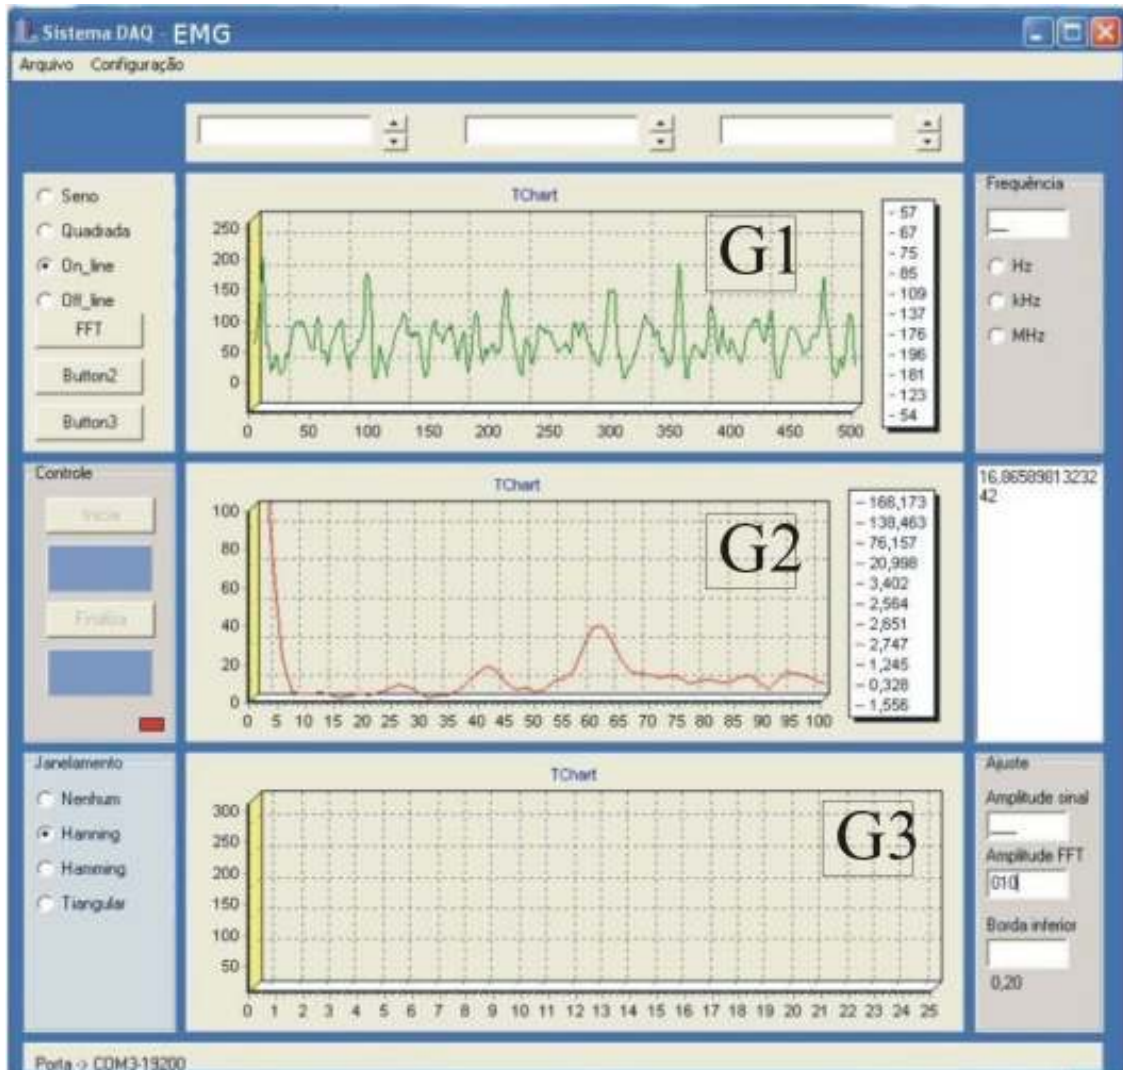 Sistema DAQ - EMG
Arquivo Configuração
Seno
Quadrada
On_line
Off_line
FFT
Button2
Button3
TChart
G1
250
200
150
100
50
0
0 50 100 150 200 250 300 350 400 450 500
- 57
- 67
- 75
- 85
- 109
- 137
- 176
- 196
- 181
- 123
- 54
Frequência
Hz
kHz
MHz
Controle
Inicia
Finaliza
TChart
G2
100
80
60
40
20
0
0 5 10 15 20 25 30 35 40 45 50 55 60 65 70 75 80 85 90 95 100
- 166,173
- 138,463
- 76,157
- 20,998
- 3,402
- 2,564
- 2,651
- 2,747
- 1,245
- 0,328
- 1,556
16,86589813232
42
Janelamento
Nenhum
Hanning
Hamming
Triangular
TChart
G3
300
250
200
150
100
50
0 1 2 3 4 5 6 7 8 9 10 11 12 13 14 15 16 17 18 19 20 21 22 23 24 25
Ajuste
Amplitude sinal
Amplitude FFT
010
Borda inferior
0,20
Porta -> COM3-19200